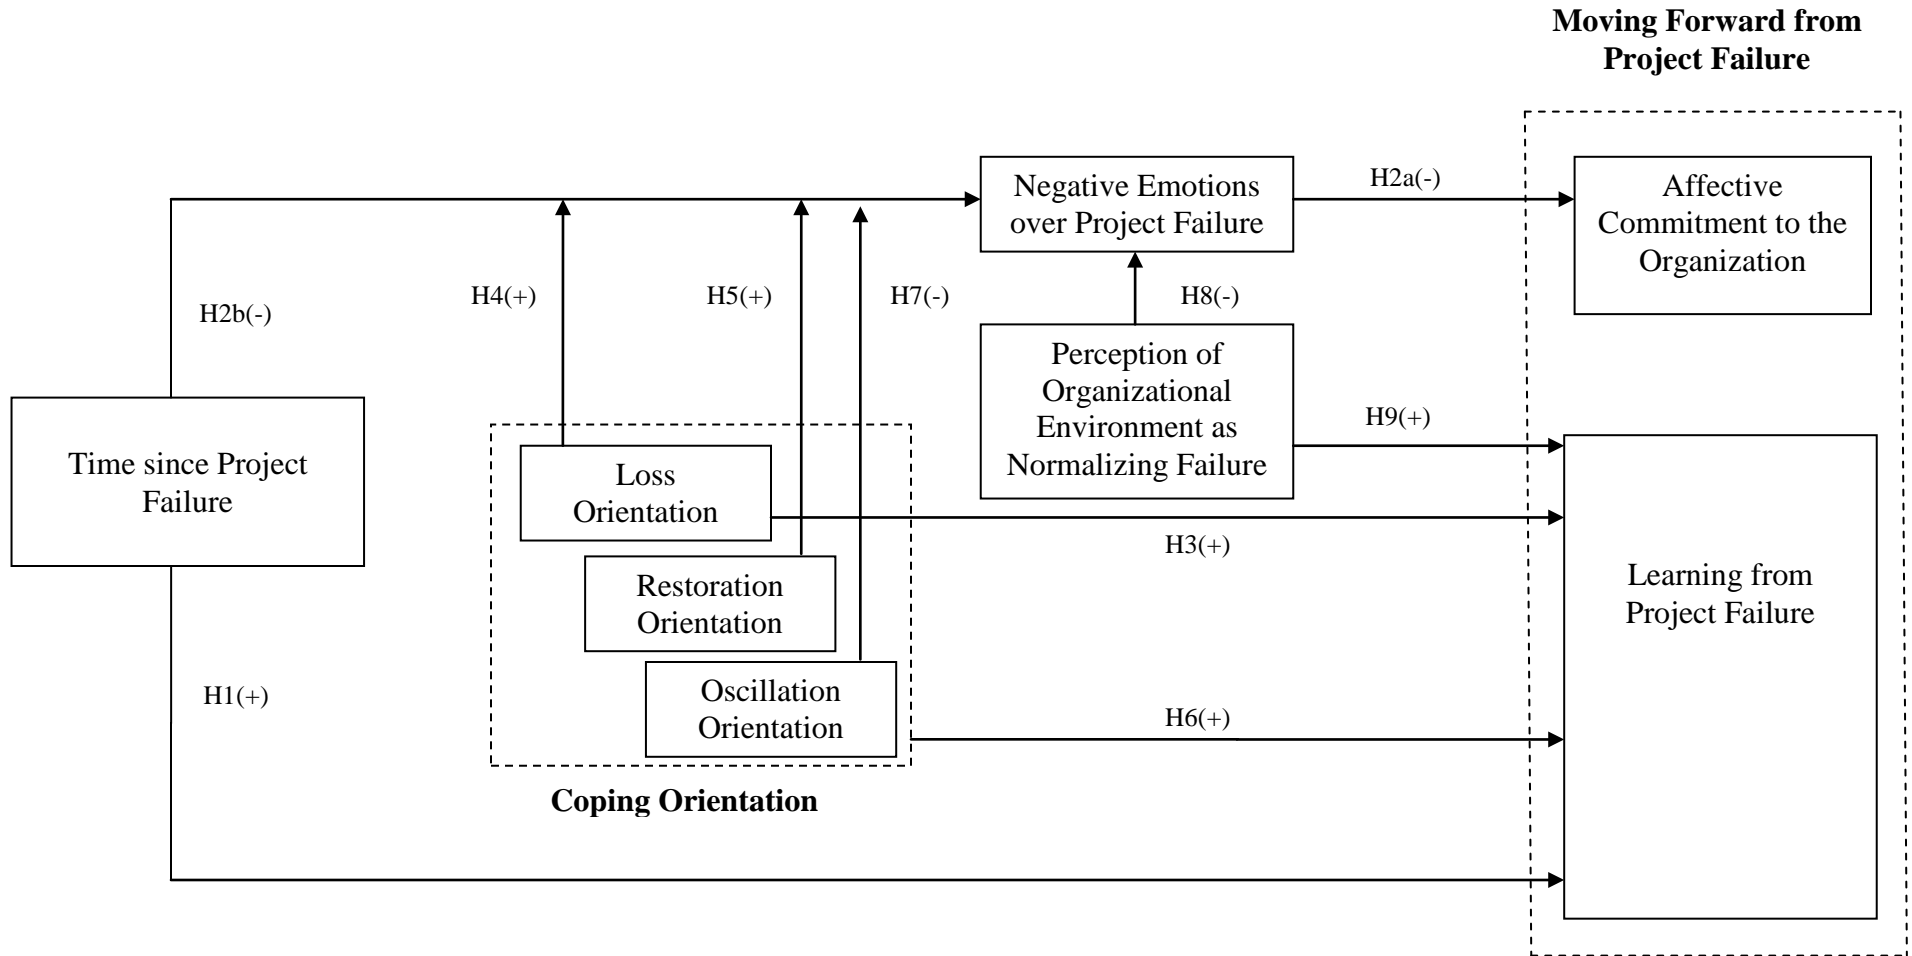 Moving Forward from
Project Failure
Negative Emotions
over Project Failure
H2a(-)
Affective
Commitment to the
Organization
H2b(-)
H4(+)
H5(+)
H7(-)
H8(-)
Perception of
Organizational
Environment as
Normalizing Failure
H9(+)
Time since Project
Failure
Loss
Orientation
H3(+)
Restoration
Orientation
Learning from
Project Failure
H1(+)
Oscillation
Orientation
H6(+)
Coping Orientation